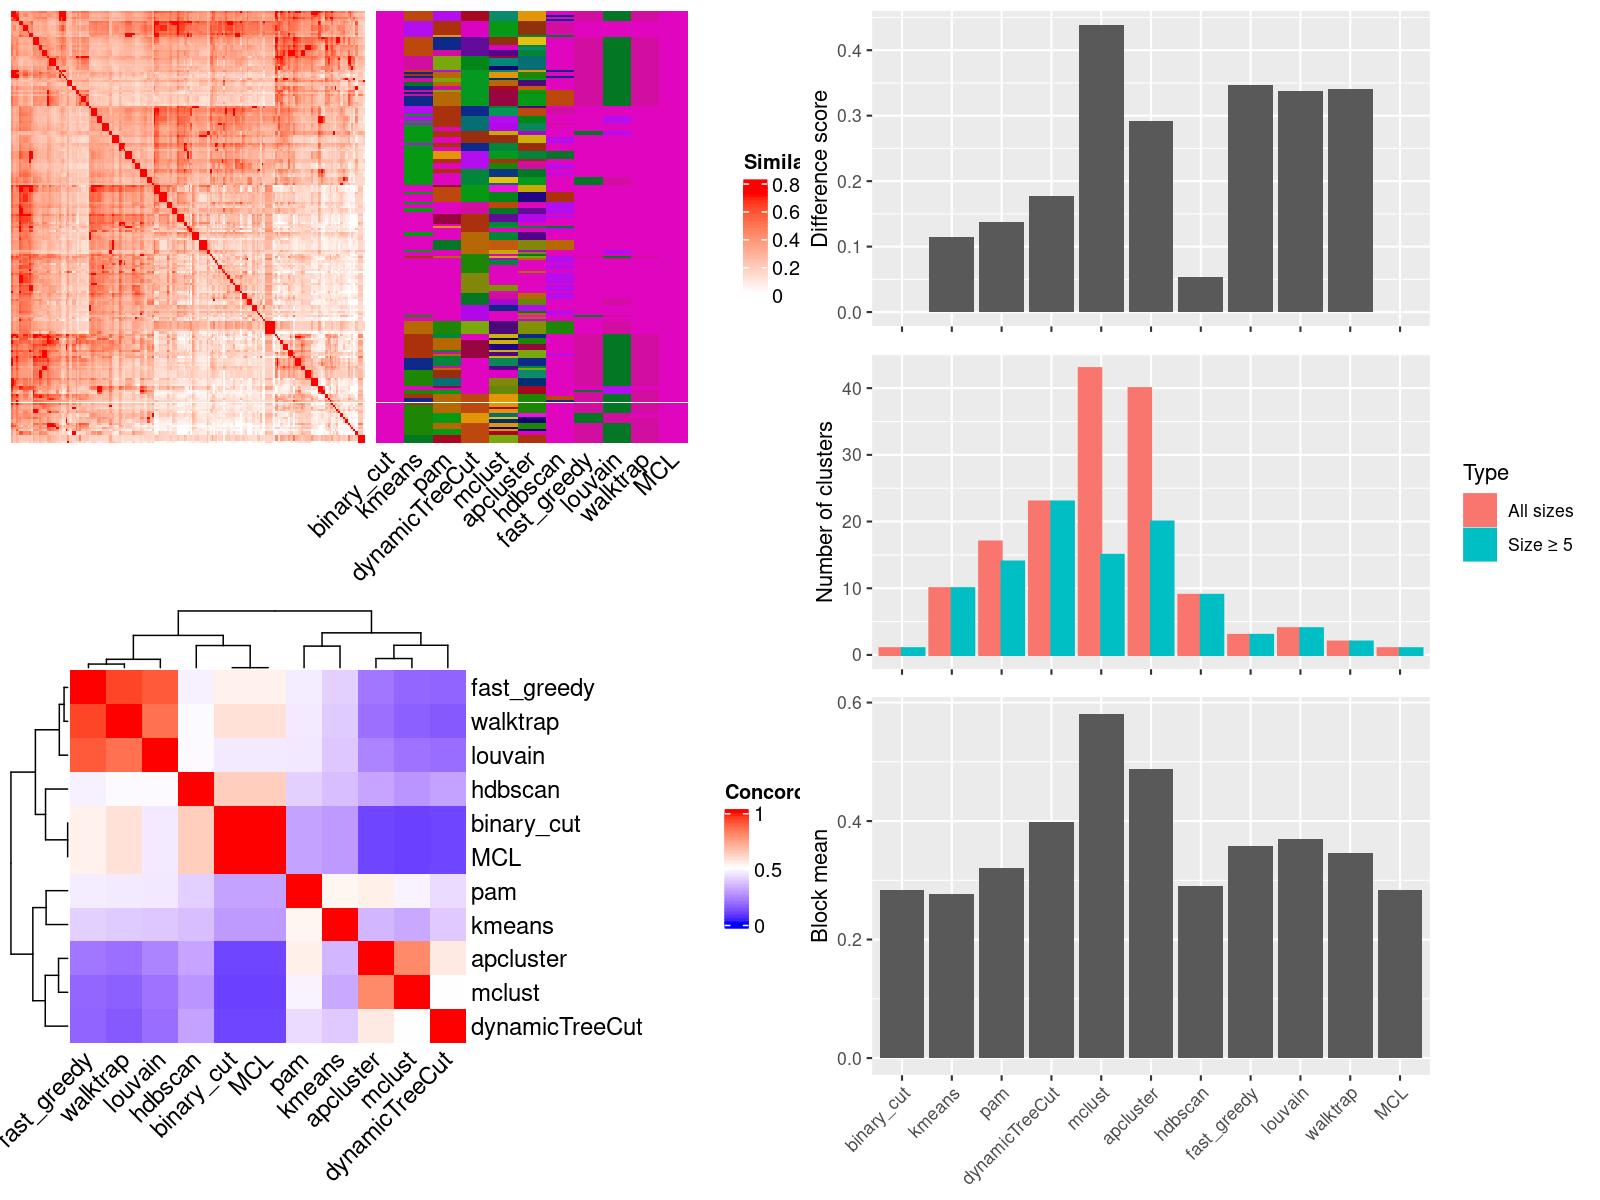 Simila
0.8
0.6
0.4
0.2
0
binary_cut
kmeans
pam
dynamicTreeCut
mclust
apcluster
hdbscan
fast_greedy
louvain
walktrap
MCL
fast_greedy
walktrap
louvain
hdbscan
binary_cut
MCL
pam
kmeans
apcluster
mclust
dynamicTreeCut
fast_greedy
walktrap
louvain
hdbscan
binary_cut
MCL
pam
kmeans
apcluster
mclust
dynamicTreeCut
Concord
1
0.5
0
Difference score
0.4
0.3
0.2
0.1
0.0
Number of clusters
40
30
20
10
0
Type
All sizes
Size ≥ 5
Block mean
0.6
0.4
0.2
0.0
binary_cut
kmeans
pam
dynamicTreeCut
mclust
apcluster
hdbscan
fast_greedy
louvain
walktrap
MCL